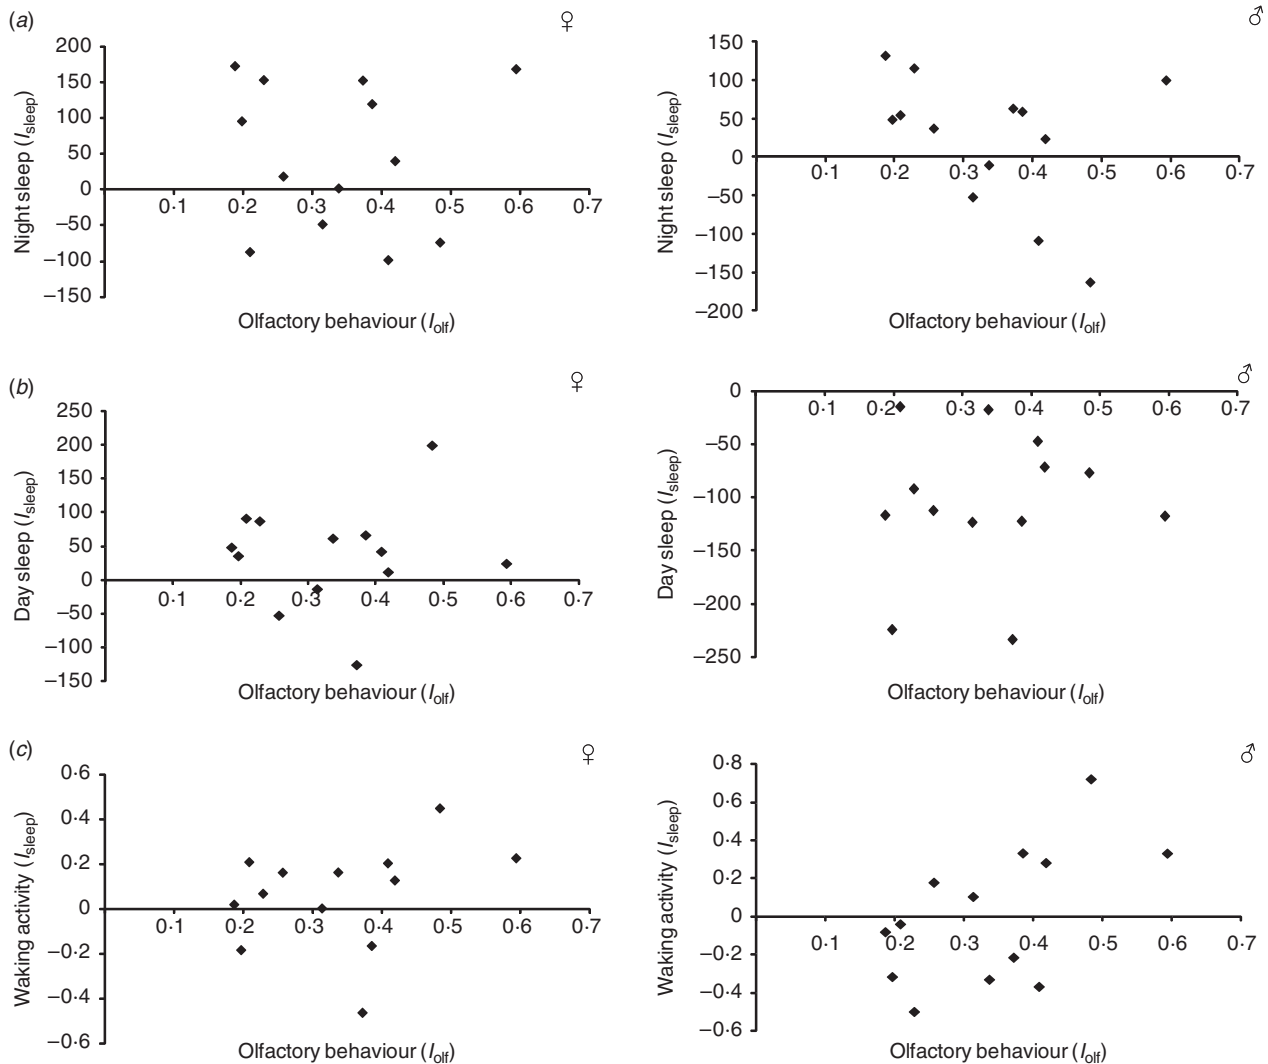 (a) ♀ ♂
200
150
100
50
0
−50
−100
−150
0·1 0·2 0·3 0·4 0·5 0·6 0·7
Night sleep (Isleep)
Olfactory behaviour (Iolf)
150
100
50
0
−50
−100
−150
−200
0·1 0·2 0·3 0·4 0·5 0·6 0·7
Night sleep (Isleep)
Olfactory behaviour (Iolf)
(b) ♀ ♂
250
200
150
100
50
0
−50
−100
−150
0·1 0·2 0·3 0·4 0·5 0·6 0·7
Day sleep (Isleep)
Olfactory behaviour (Iolf)
0
−50
−100
−150
−200
−250
0·1 0·2 0·3 0·4 0·5 0·6 0·7
Day sleep (Isleep)
Olfactory behaviour (Iolf)
(c) ♀ ♂
0·6
0·4
0·2
0
−0·2
−0·4
−0·6
0·1 0·2 0·3 0·4 0·5 0·6 0·7
Waking activity (Isleep)
Olfactory behaviour (Iolf)
0·8
0·6
0·4
0·2
0
−0·2
−0·4
−0·6
0·1 0·2 0·3 0·4 0·5 0·6 0·7
Waking activity (Isleep)
Olfactory behaviour (Iolf)